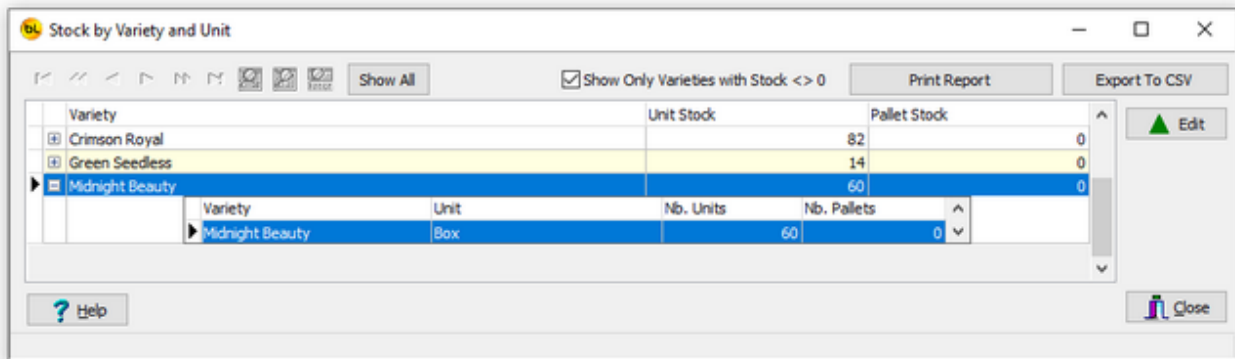 bL Stock by Variety and Unit
Show All Show Only Varieties with Stock <> 0 Print Report Export To CSV
Variety Unit Stock Pallet Stock
Edit
Crimson Royal 82 0
Green Seedless 14 0
Midnight Beauty 60 0
Variety Unit Nb. Units Nb. Pallets
Midnight Beauty Box 60 0
Help Close